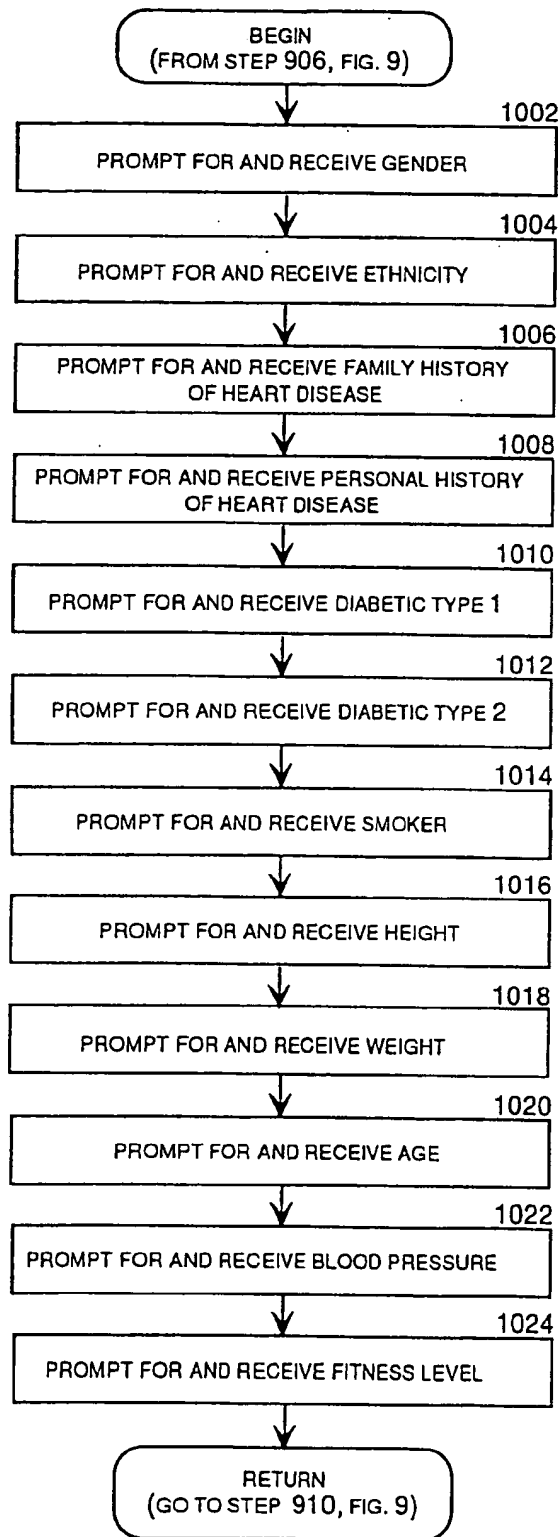 BEGIN
(FROM STEP 906, FIG. 9)
1002
PROMPT FOR AND RECEIVE GENDER
1004
PROMPT FOR AND RECEIVE ETHNICITY
1006
PROMPT FOR AND RECEIVE FAMILY HISTORY
OF HEART DISEASE
1008
PROMPT FOR AND RECEIVE PERSONAL HISTORY
OF HEART DISEASE
1010
PROMPT FOR AND RECEIVE DIABETIC TYPE 1
1012
PROMPT FOR AND RECEIVE DIABETIC TYPE 2
1014
PROMPT FOR AND RECEIVE SMOKER
1016
PROMPT FOR AND RECEIVE HEIGHT
1018
PROMPT FOR AND RECEIVE WEIGHT
1020
PROMPT FOR AND RECEIVE AGE
1022
PROMPT FOR AND RECEIVE BLOOD PRESSURE
1024
PROMPT FOR AND RECEIVE FITNESS LEVEL
RETURN
(GO TO STEP 910, FIG. 9)